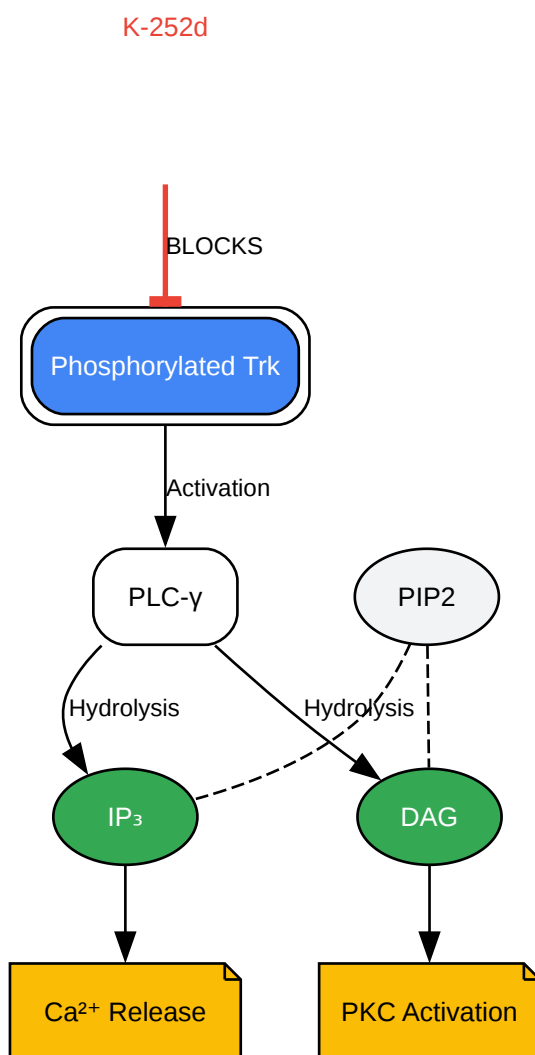 K-252d
BLOCKS
Phosphorylated Trk
Activation
PLC-γ
PIP2
Hydrolysis
Hydrolysis
IP₃
DAG
Ca²⁺ Release
PKC Activation